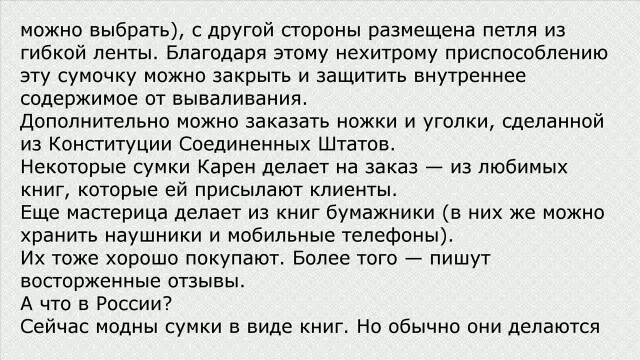 можно выбрать), с другой стороны размещена петля из
гибкой ленты. Благодаря этому нехитрому приспособлению
эту сумочку можно закрыть и защитить внутреннее
содержимое от вываливания.
Дополнительно можно заказать ножки и уголки, сделанной
из Конституции Соединенных Штатов.
Некоторые сумки Карен делает на заказ — из любимых
книг, которые ей присылают клиенты.
Еще мастерица делает из книг бумажники (в них же можно
хранить наушники и мобильные телефоны).
Их тоже хорошо покупают. Более того — пишут
восторженные отзывы.
А что в России?
Сейчас модны сумки в виде книг. Но обычно они делаются